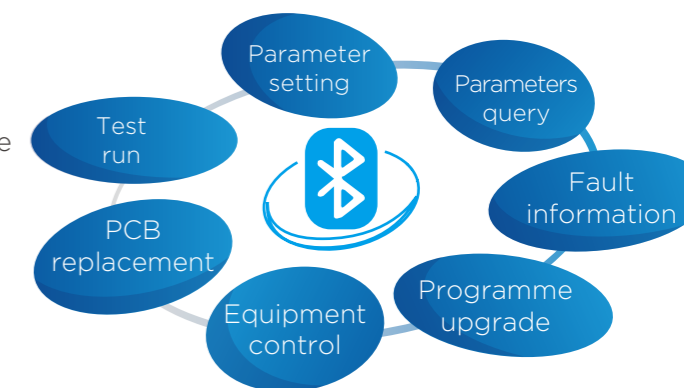 Parameter
setting
Parameters
query
Test
run
e
Fault
information
PCB
replacement
Programme
upgrade
Equipment
control